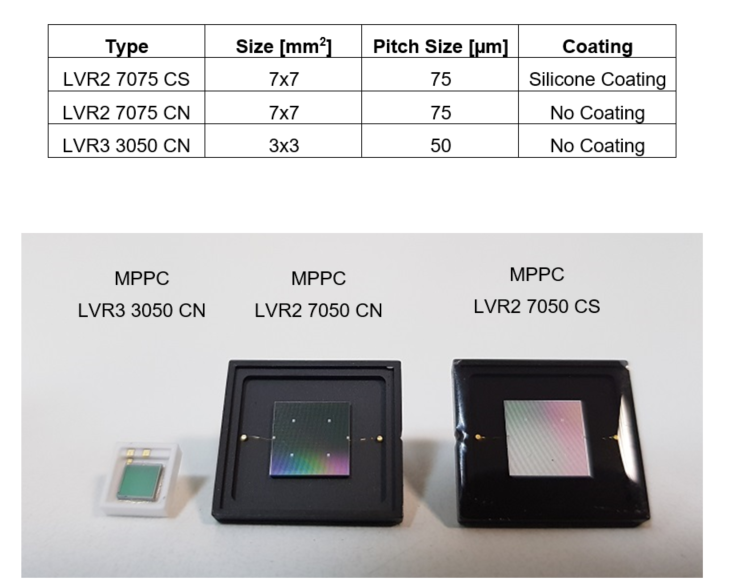 Type Size [mm²] Pitch Size [µm] Coating
LVR2 7075 CS 7x7 75 Silicone Coating
LVR2 7075 CN 7x7 75 No Coating
LVR3 3050 CN 3x3 50 No Coating
MPPC MPPC MPPC
LVR3 3050 CN LVR2 7050 CN LVR2 7050 CS